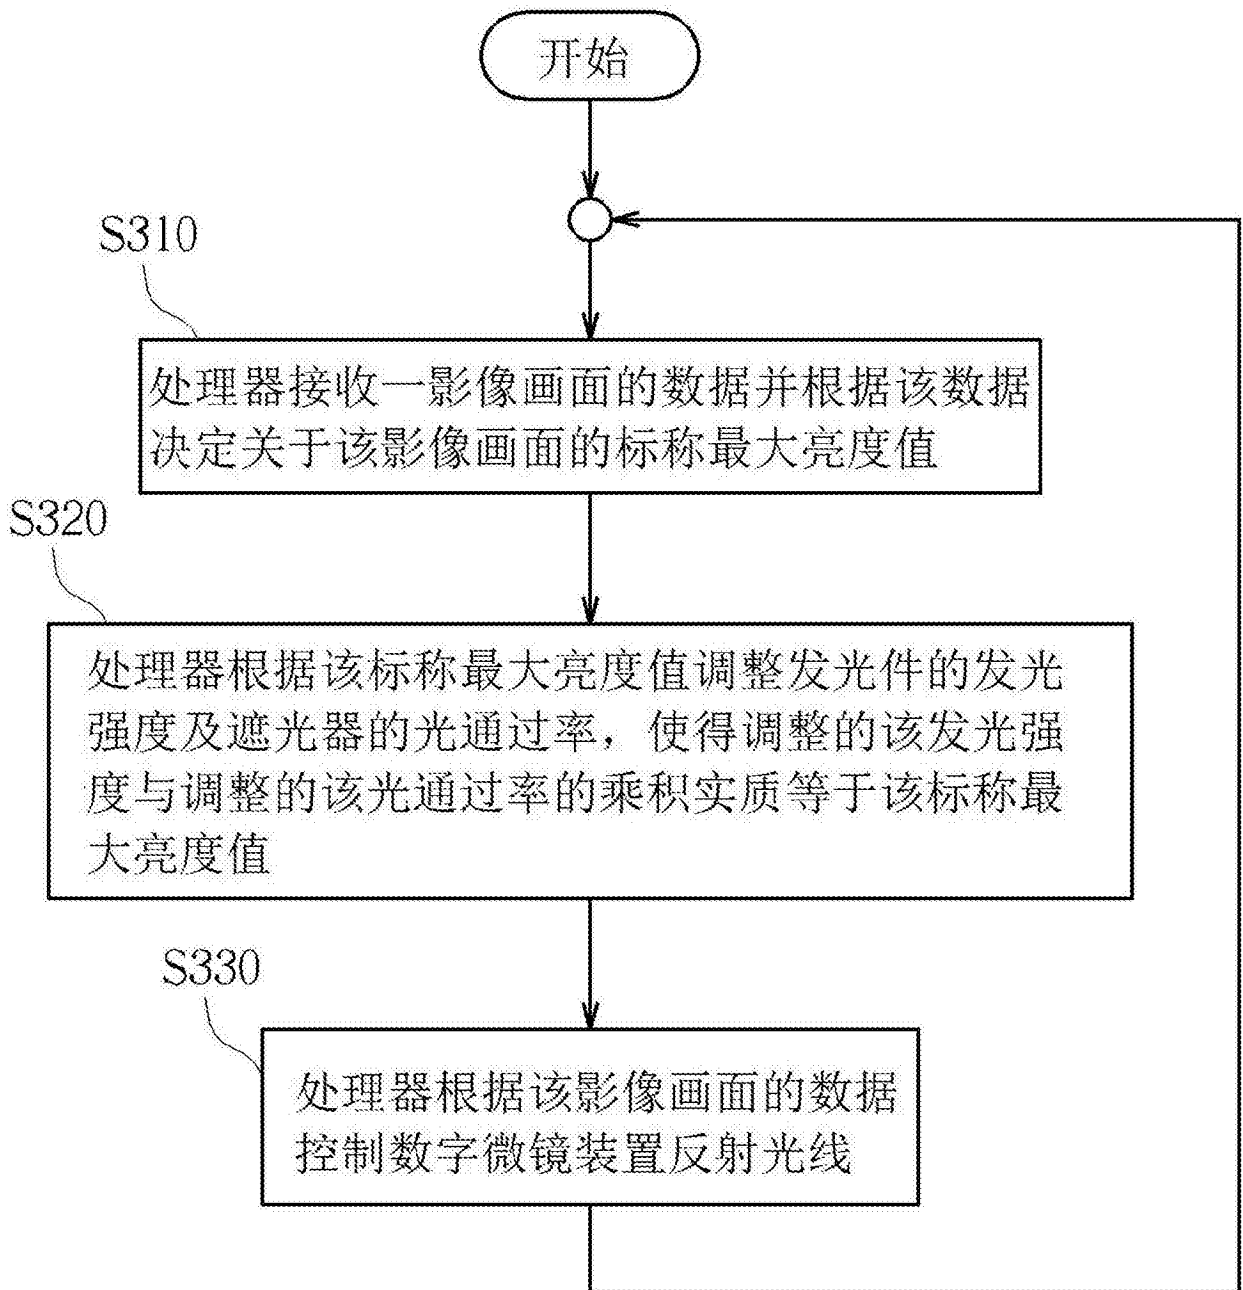 开始
S310
处理器接收一影像画面的数据并根据该数据
决定关于该影像画面的标称最大亮度值
S320
处理器根据该标称最大亮度值调整发光件的发光
强度及遮光器的光通过率，使得调整的该发光强
度与调整的该光通过率的乘积实质等于该标称最
大亮度值
S330
处理器根据该影像画面的数据
控制数字微镜装置反射光线